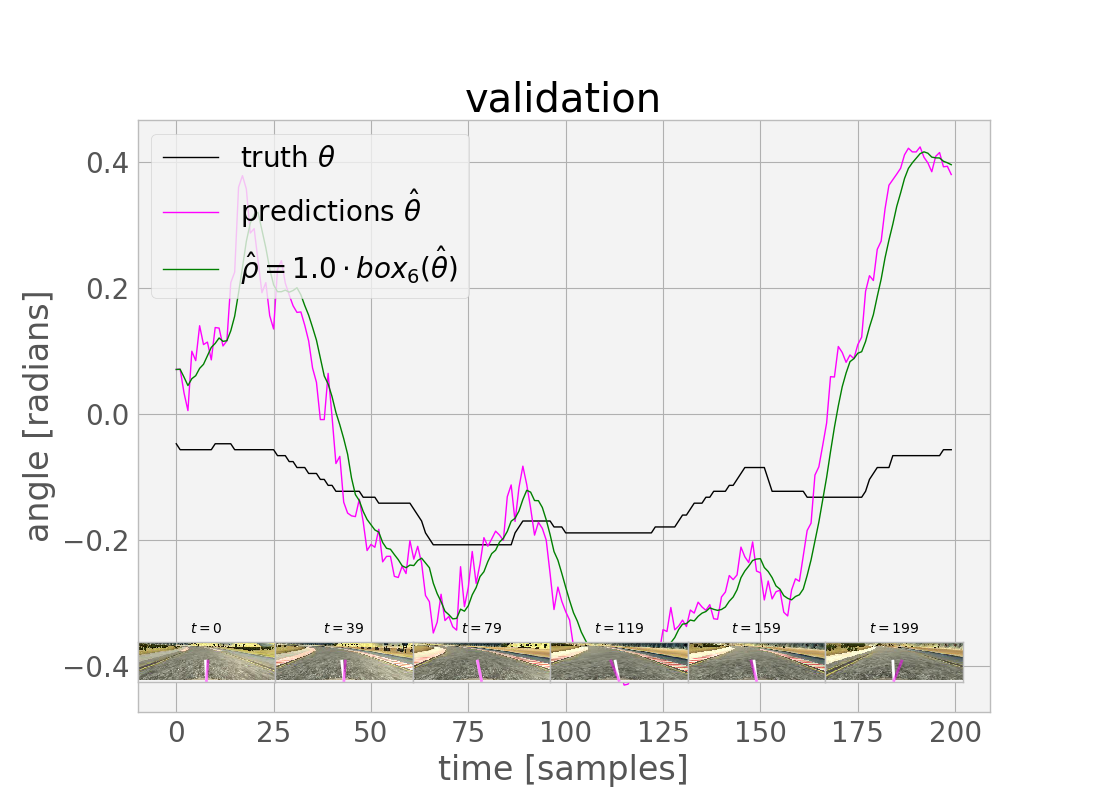 validation
truth θ
predictions θ̂
ρ̂ = 1.0 · box₆(θ̂)
angle [radians]
0.4
0.2
0.0
−0.2
−0.4
t = 0
t = 39
t = 79
t = 119
t = 159
t = 199
0 25 50 75 100 125 150 175 200
time [samples]